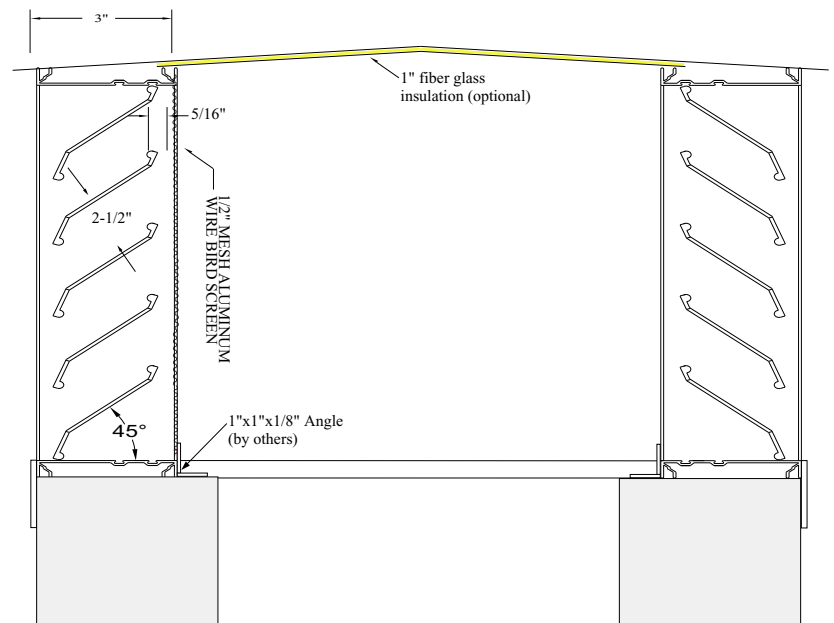 3"
1" fiber glass
insulation (optional)
5/16"
2-1/2"
1/2" MESH ALUMINUM
WIRE BIRD SCREEN
1"x1"x1/8" Angle
(by others)
45°